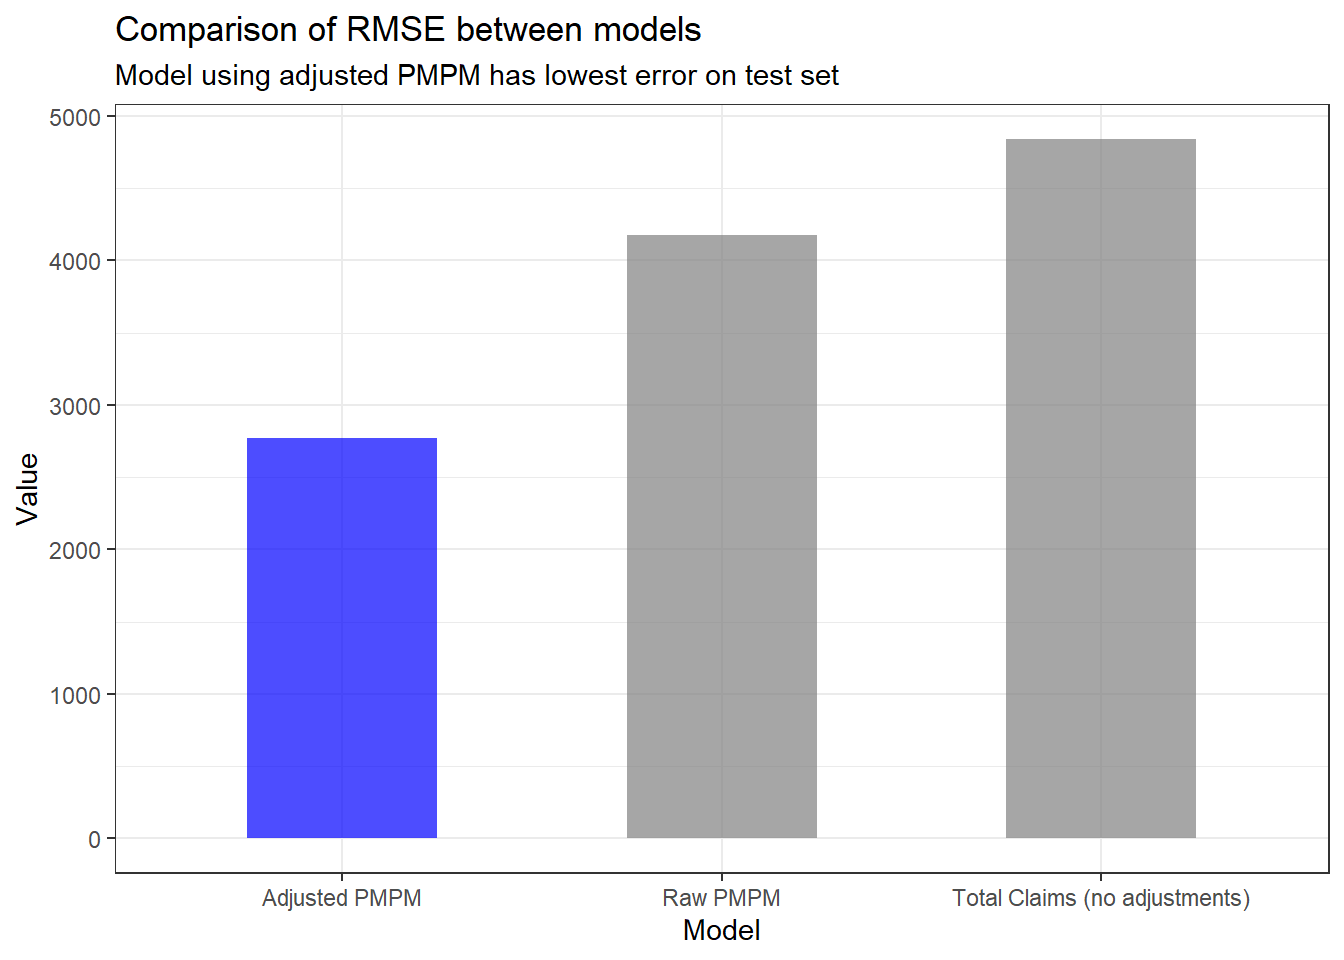 Comparison of RMSE between models
Model using adjusted PMPM has lowest error on test set
5000
4000
3000
2000
1000
0
Value
Adjusted PMPM
Raw PMPM
Total Claims (no adjustments)
Model